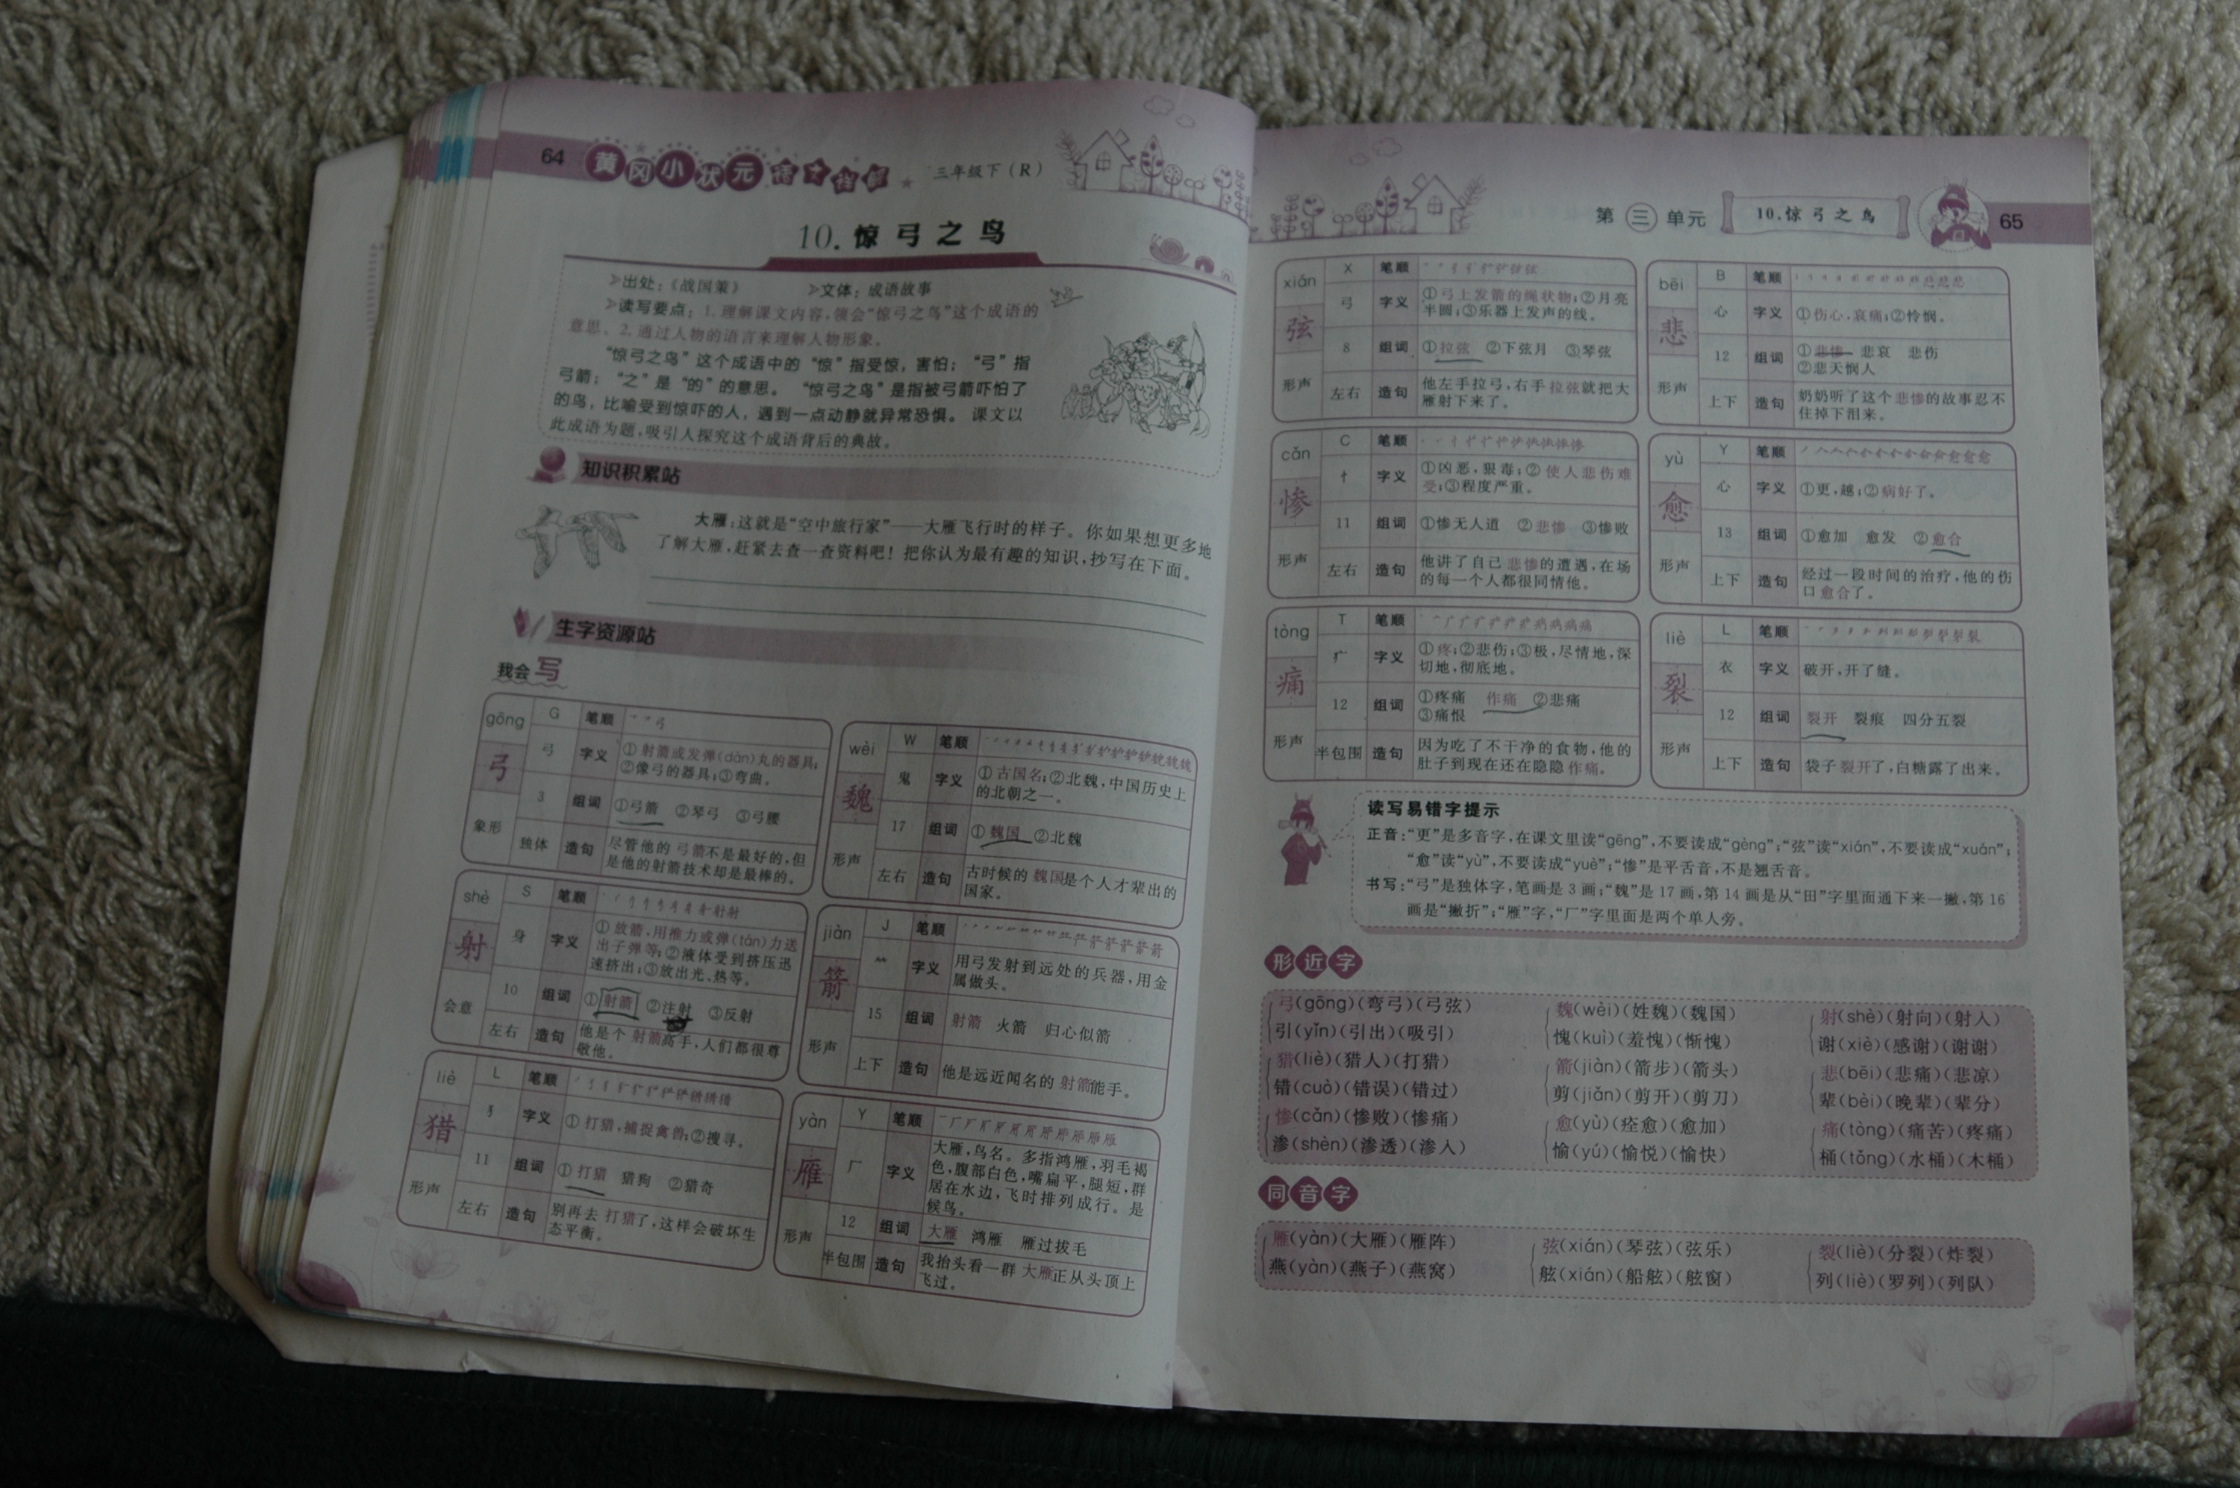 64 黄冈小状元 三年级下(R)
10. 惊弓之鸟
>出处:《战国策》 >文体:成语故事
>读写要点:1. 理解课文内容,领会“惊弓之鸟”这个成语的
意思。2. 通过人物的语言来理解人物形象。
“惊弓之鸟”这个成语中的“惊”指受惊,害怕;“弓”指
弓箭;“之”是“的”的意思。“惊弓之鸟”是指被弓箭吓怕了
的鸟,比喻受到惊吓的人,遇到一点动静就异常恐惧。课文以
此成语为题,吸引人探究这个成语背后的典故。
知识积累站
大雁:这就是“空中旅行家”——大雁飞行时的样子。你如果想更多地
了解大雁,赶紧去查一查资料吧!把你认为最有趣的知识,抄写在下面。
生字资源站
我会写
gōng G 笔顺
弓 弓 字义 ①射箭或发弹(dàn)丸的器具;
②像弓的器具;③弯曲。
3 组词 ①弓箭 ②琴弓 ③弓腰
象形 独体 造句 尽管他的弓箭不是最好的,但
是他的射箭技术却是最棒的。
wèi W 笔顺
魏 鬼 字义 ①古国名;②北魏,中国历史上
的北朝之一。
17 组词 ①魏国 ②北魏
形声 左右 造句 古时候的魏国是个人才辈出的
国家。
shè S 笔顺
射 身 字义 ①放箭,用推力或弹(tán)力送
出子弹等;②液体受到挤压迅
速挤出;③放出光、热等。
10 组词 ①射箭 ②注射 ③反射
会意 左右 造句 他是个射箭高手,人们都很尊
敬他。
jiàn J 笔顺
箭 字义 用弓发射到远处的兵器,用金
属做头。
15 组词 射箭 火箭 归心似箭
形声 上下 造句 他是远近闻名的射箭能手。
liè L 笔顺
猎 犭 字义 ①打猎,捕捉禽兽;②搜寻。
11 组词 ①打猎 猎狗 ②猎奇
形声 左右 造句 别再去打猎了,这样会破坏生
态平衡。
yàn Y 笔顺
雁 厂 字义 大雁,鸟名。多指鸿雁,羽毛褐
色,腹部白色,嘴扁平,腿短,群
居在水边,飞时排列成行。是
候鸟。
12 组词 大雁 鸿雁 雁过拔毛
形声 半包围 造句 我抬头看一群大雁正从头顶上
飞过。
第三单元 10.惊弓之鸟 65
xián X 笔顺
弦 弓 字义 ①弓上发箭的绳状物;②月亮
半圆;③乐器上发声的线。
8 组词 ①拉弦 ②下弦月 ③琴弦
形声 左右 造句 他左手拉弓,右手拉弦就把大
雁射下来了。
bēi B 笔顺
悲 心 字义 ①伤心,哀痛;②怜悯。
12 组词 ①悲惨 悲哀 悲伤
②悲天悯人
形声 上下 造句 奶奶听了这个悲惨的故事忍不
住掉下泪来。
cǎn C 笔顺
惨 忄 字义 ①凶恶,狠毒;②使人悲伤难
受;③程度严重。
11 组词 ①惨无人道 ②悲惨 ③惨败
形声 左右 造句 他讲了自己悲惨的遭遇,在场
的每一个人都很同情他。
yù Y 笔顺
愈 心 字义 ①更,越;②病好了。
13 组词 ①愈加 愈发 ②愈合
形声 上下 造句 经过一段时间的治疗,他的伤
口愈合了。
tòng T 笔顺
痛 疒 字义 ①疼;②悲伤;③极,尽情地,深
切地,彻底地。
12 组词 ①疼痛 作痛 ②悲痛
③痛恨
形声 半包围 造句 因为吃了不干净的食物,他的
肚子到现在还在隐隐作痛。
liè L 笔顺
裂 衣 字义 破开,开了缝。
12 组词 裂开 裂痕 四分五裂
形声 上下 造句 袋子裂开了,白糖露了出来。
读写易错字提示
正音:“更”是多音字,在课文里读“gēng”,不要读成“gèng”;“弦”读“xián”,不要读成“xuán”;
“愈”读“yù”,不要读成“yuè”;“惨”是平舌音,不是翘舌音。
书写:“弓”是独体字,笔画是3画;“魏”是17画,第14画是从“田”字里面通下来一撇,第16
画是“撇折”;“雁”字,“厂”字里面是两个单人旁。
形近字
弓(gōng)(弯弓)(弓弦) 魏(wèi)(姓魏)(魏国) 射(shè)(射向)(射入)
引(yǐn)(引出)(吸引) 愧(kuì)(羞愧)(惭愧) 谢(xiè)(感谢)(谢谢)
猎(liè)(猎人)(打猎) 箭(jiàn)(箭步)(箭头) 悲(bēi)(悲痛)(悲凉)
错(cuò)(错误)(错过) 剪(jiǎn)(剪开)(剪刀) 辈(bèi)(晚辈)(辈分)
惨(cǎn)(惨败)(惨痛) 愈(yù)(痊愈)(愈加) 痛(tòng)(痛苦)(疼痛)
渗(shèn)(渗透)(渗入) 愉(yú)(愉悦)(愉快) 桶(tǒng)(水桶)(木桶)
同音字
雁(yàn)(大雁)(雁阵) 弦(xián)(琴弦)(弦乐) 裂(liè)(分裂)(炸裂)
燕(yàn)(燕子)(燕窝) 舷(xián)(船舷)(舷窗) 列(liè)(罗列)(列队)